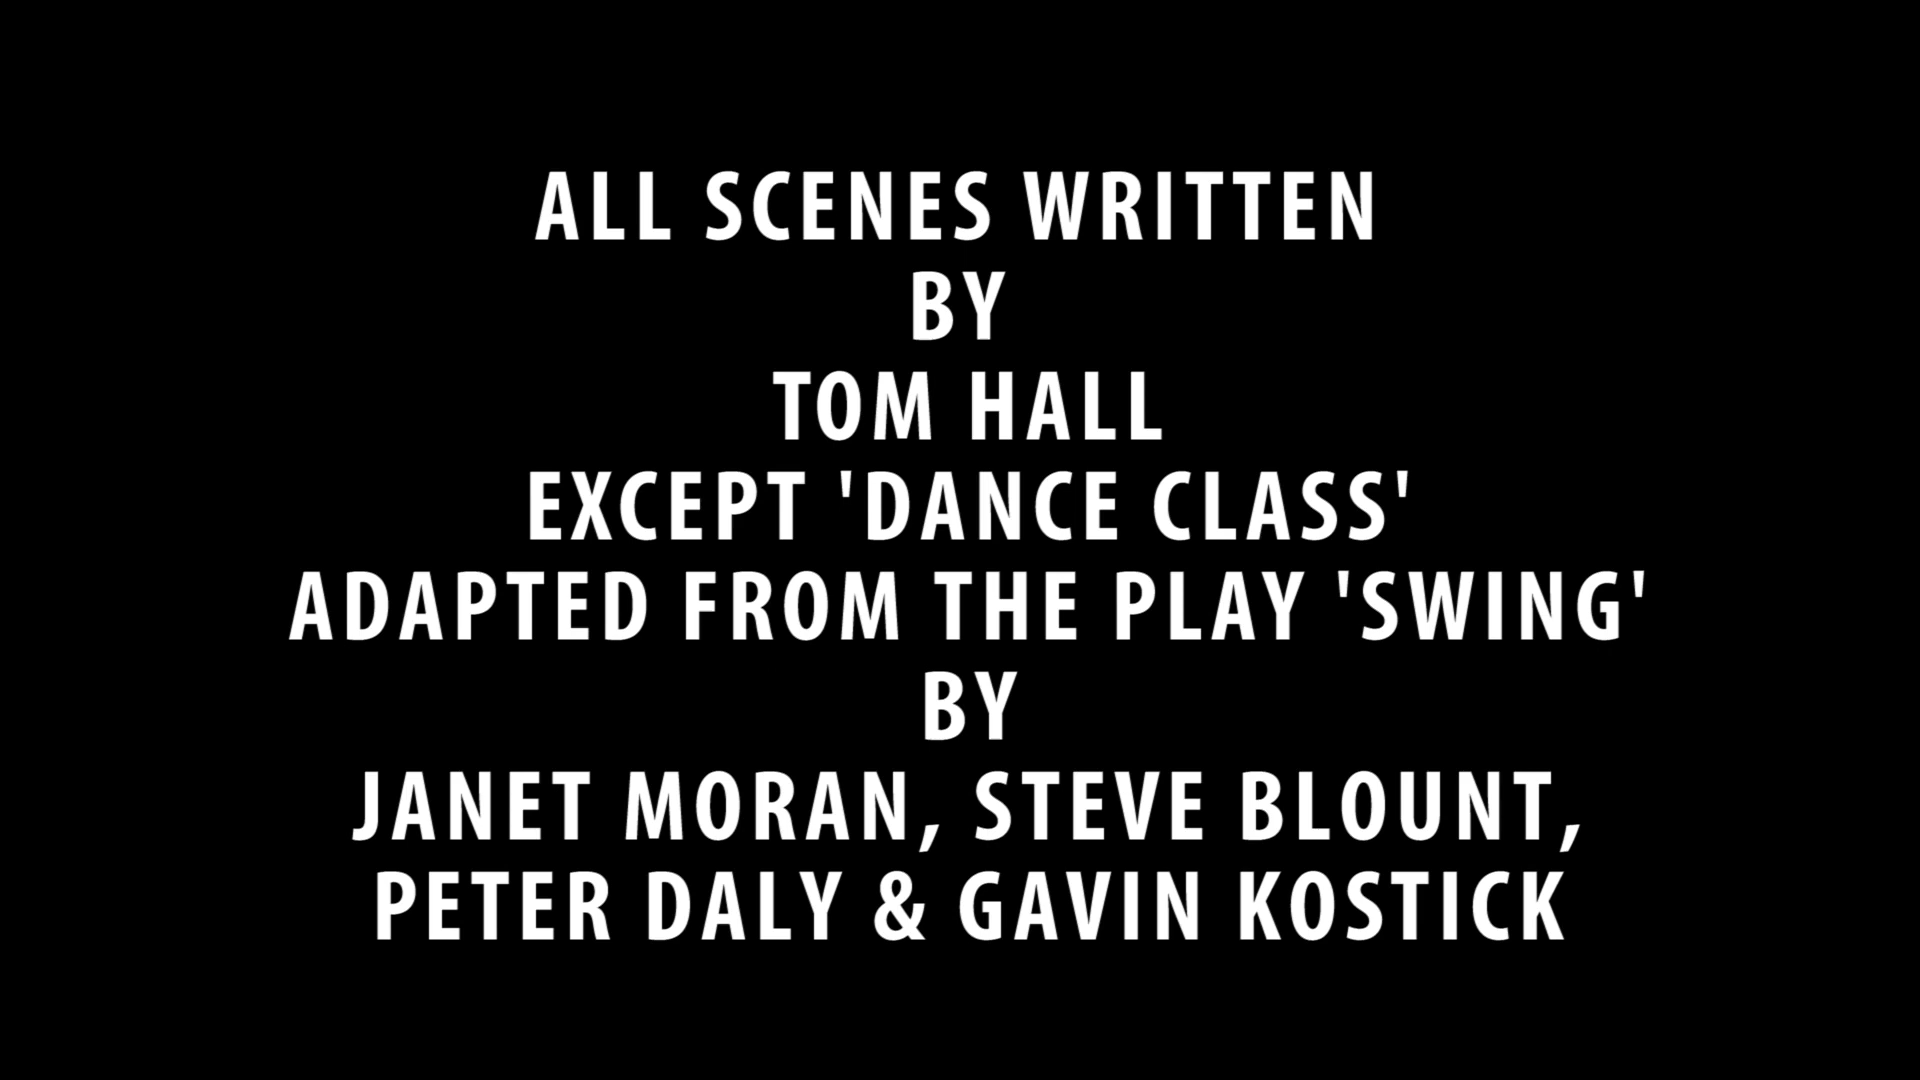 ALL SCENES WRITTEN
BY
TOM HALL
EXCEPT 'DANCE CLASS'
ADAPTED FROM THE PLAY 'SWING'
BY
JANET MORAN, STEVE BLOUNT,
PETER DALY & GAVIN KOSTICK